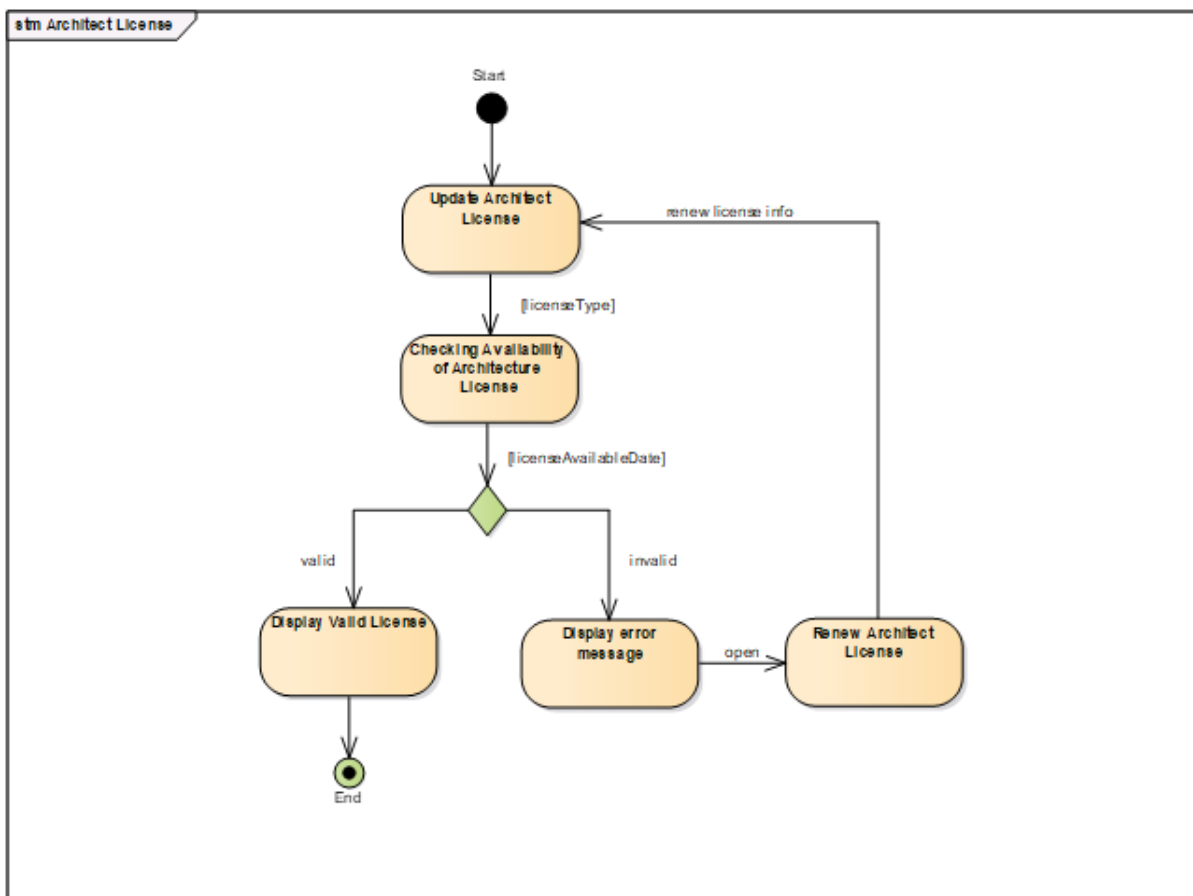 stm Architect License
Start
Update Architect
License
renew license info
[licenseType]
Checking Availability
of Architecture
License
[licenseAvailableDate]
valid
invalid
Display Valid License
Display error
message
open
Renew Architect
License
End